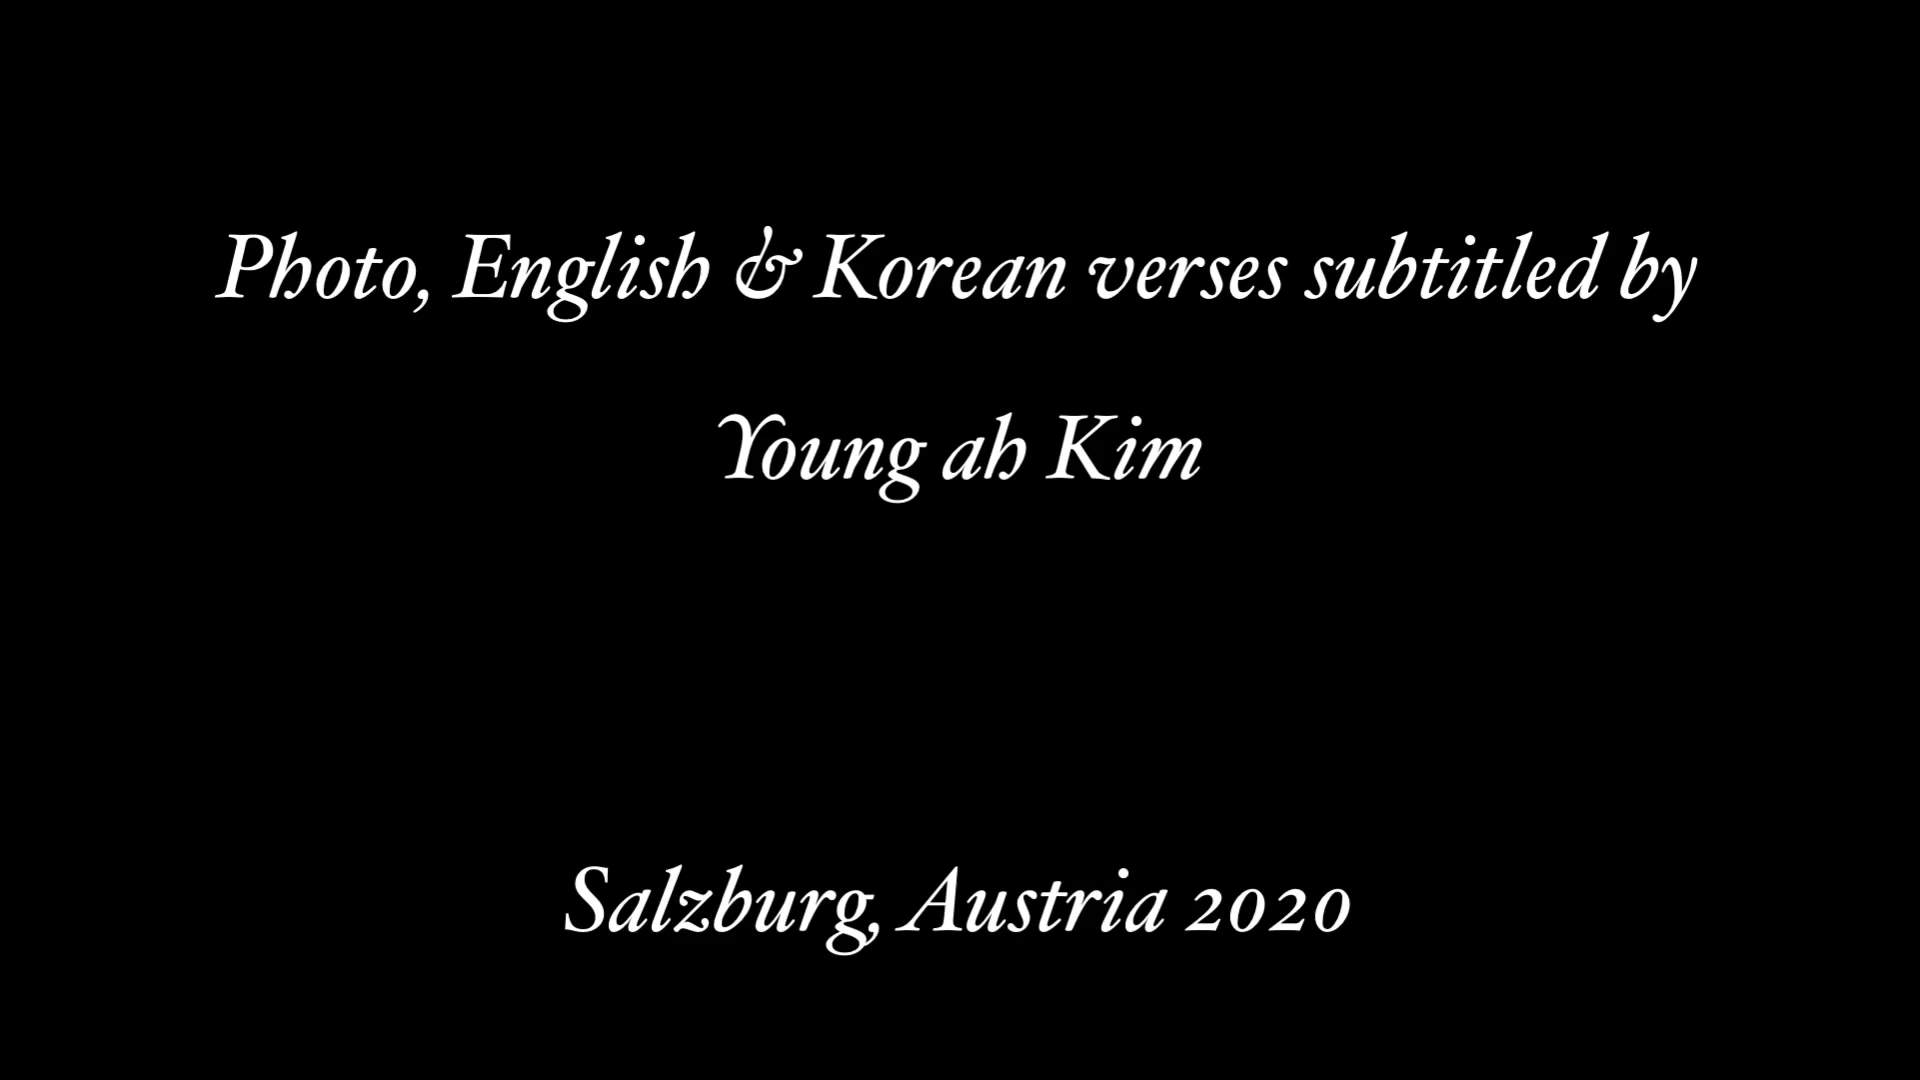 Photo, English & Korean verses subtitled by
Young ah Kim
Salzburg, Austria 2020